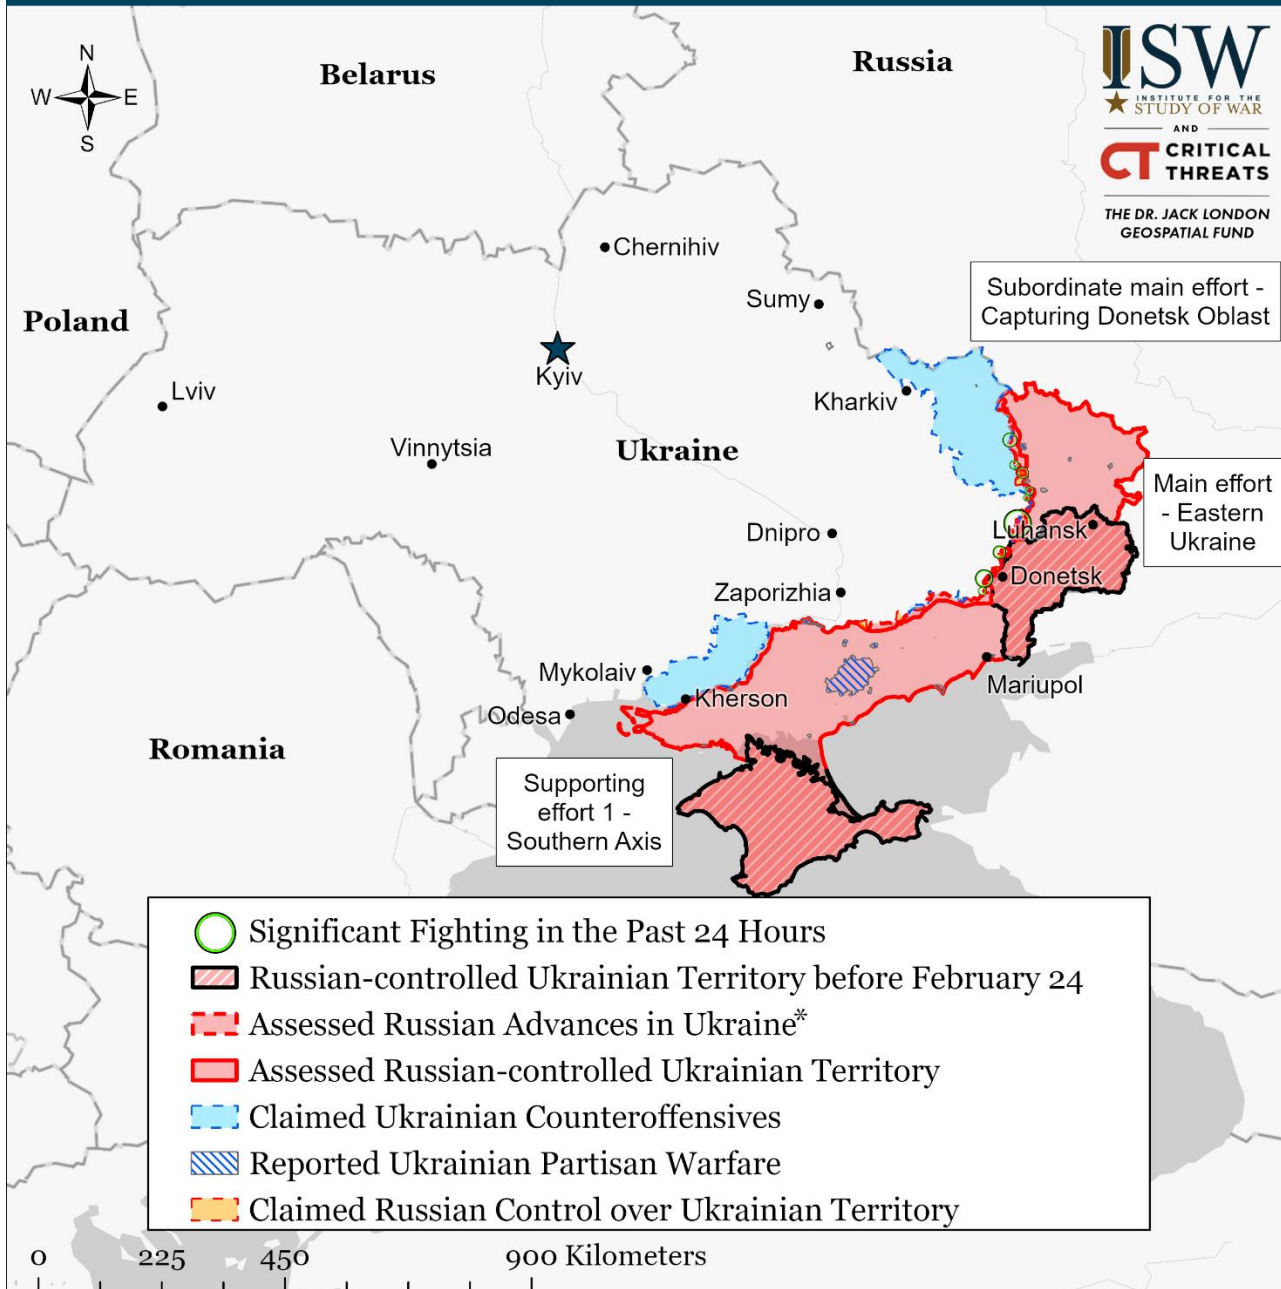 N
W E
S
Belarus
Russia
ISW
INSTITUTE FOR THE
STUDY OF WAR
AND
CT CRITICAL
THREATS
THE DR. JACK LONDON
GEOSPATIAL FUND
Chernihiv
Subordinate main effort -
Capturing Donetsk Oblast
Sumy
Poland
Kyiv
Lviv
Kharkiv
Vinnytsia
Ukraine
Main effort
- Eastern
Ukraine
Dnipro
Luhansk
Donetsk
Zaporizhia
Mykolaiv
Mariupol
Kherson
Odesa
Romania
Supporting
effort 1 -
Southern Axis
Significant Fighting in the Past 24 Hours
Russian-controlled Ukrainian Territory before February 24
Assessed Russian Advances in Ukraine*
Assessed Russian-controlled Ukrainian Territory
Claimed Ukrainian Counteroffensives
Reported Ukrainian Partisan Warfare
Claimed Russian Control over Ukrainian Territory
0 225 450 900 Kilometers